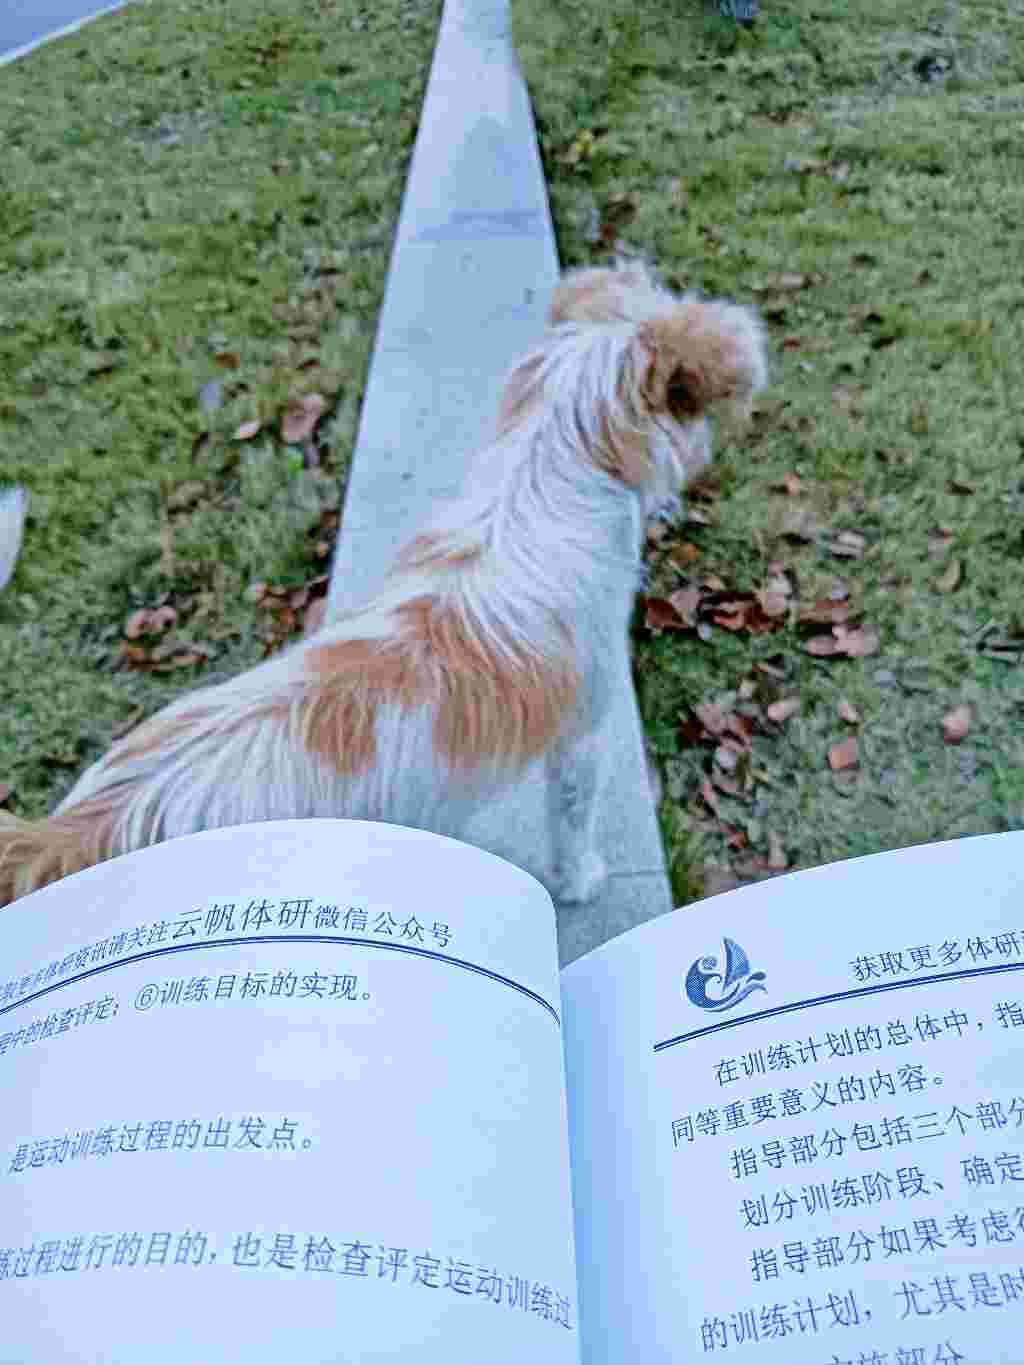 取更多体研资讯请关注云帆体研微信公众号
程中的检查评定；⑥训练目标的实现。
是运动训练过程的出发点。
练过程进行的目的，也是检查评定运动训练过
获取更多体研
在训练计划的总体中，指
同等重要意义的内容。
指导部分包括三个部分
划分训练阶段、确定
指导部分如果考虑
的训练计划，尤其是时